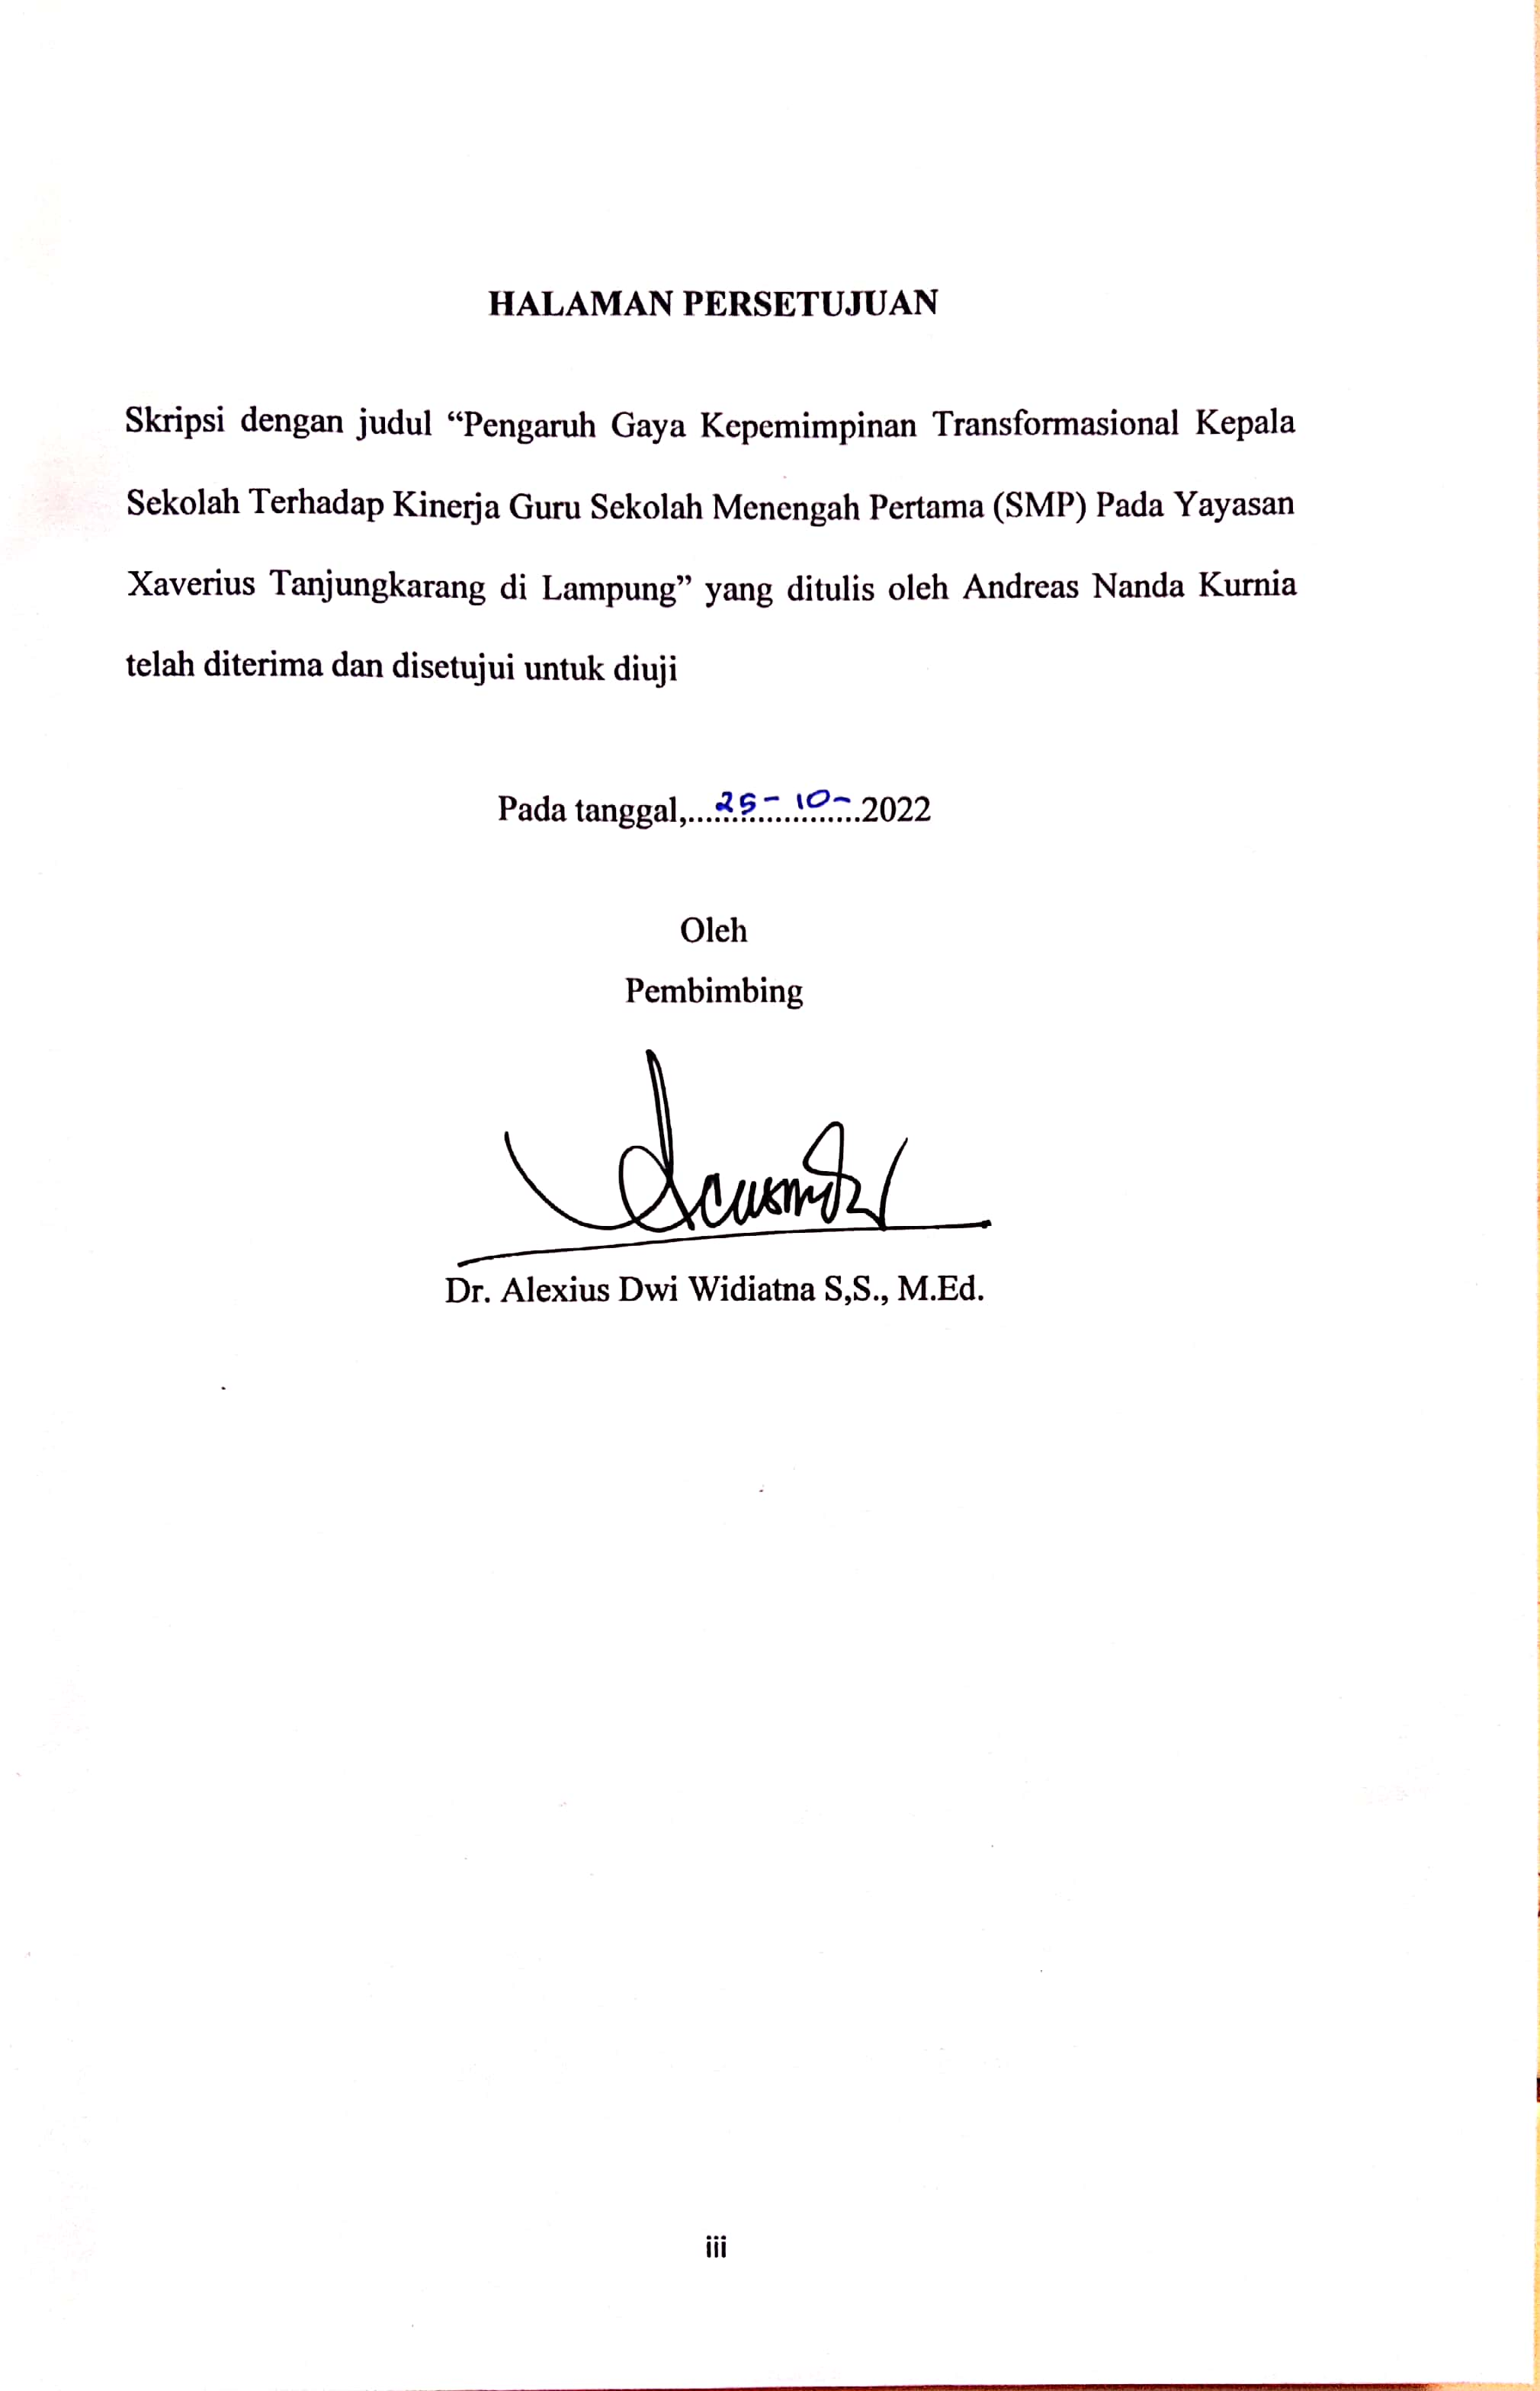 HALAMAN PERSETUJUAN
Skripsi dengan judul “Pengaruh Gaya Kepemimpinan Transformasional Kepala
Sekolah Terhadap Kinerja Guru Sekolah Menengah Pertama (SMP) Pada Yayasan
Xaverius Tanjungkarang di Lampung” yang ditulis oleh Andreas Nanda Kurnia
telah diterima dan disetujui untuk diuji
Pada tanggal,....25-10-....2022
Oleh
Pembimbing
Dr. Alexius Dwi Widiatna S,S., M.Ed.
iii